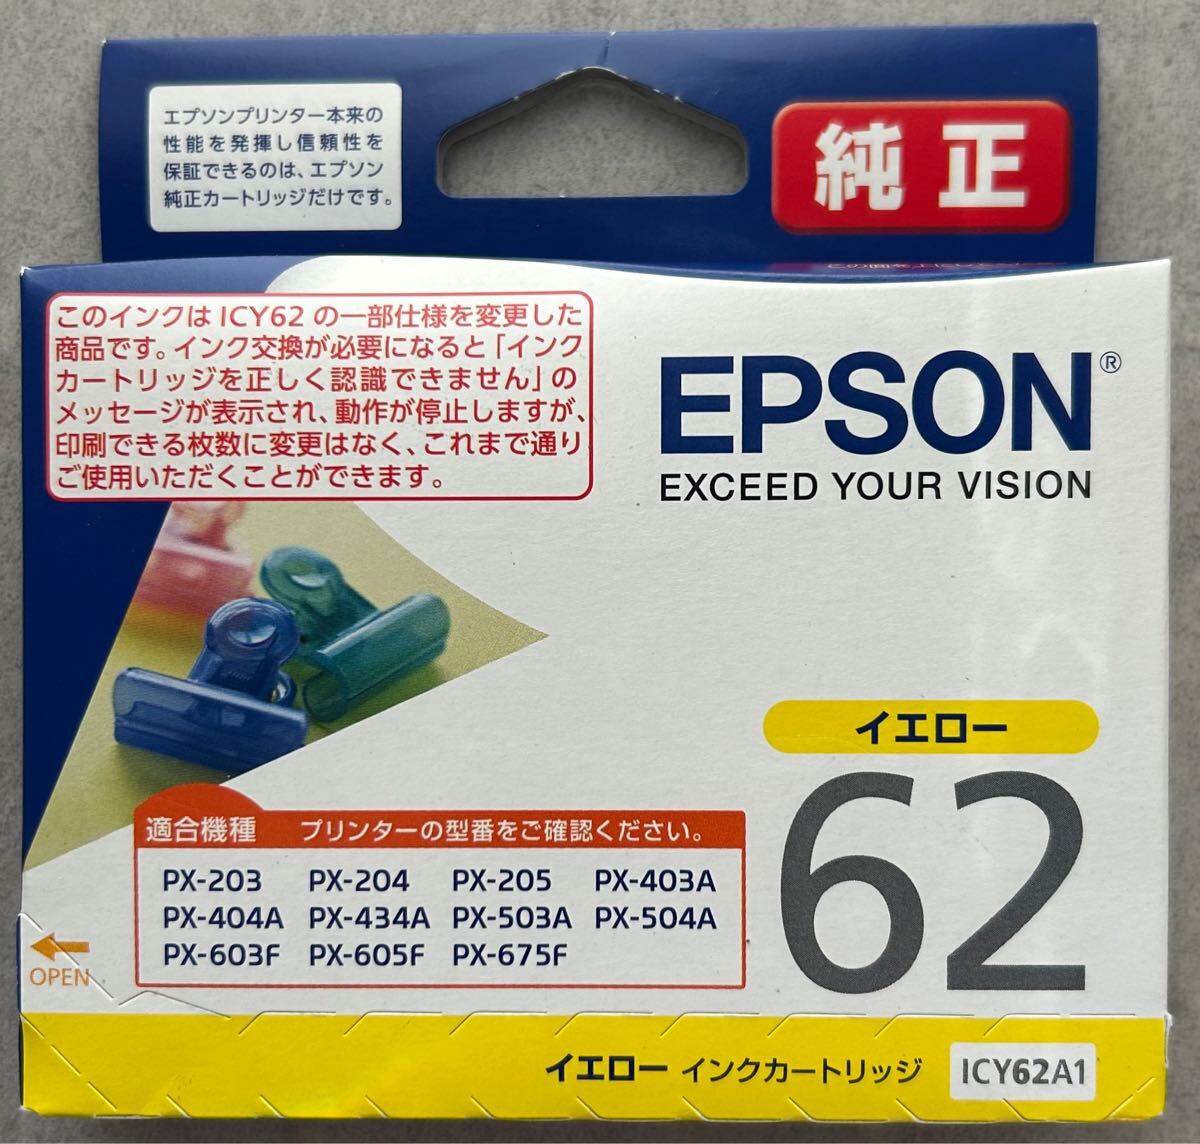 エプソンプリンター本来の
性能を発揮し信頼性を
保証できるのは、エプソン
純正カートリッジだけです。
純正
このインクは ICY62 の一部仕様を変更した
商品です。インク交換が必要になると「インク
カートリッジを正しく認識できません」の
メッセージが表示され、動作が停止しますが、
印刷できる枚数に変更はなく、これまで通り
ご使用いただくことができます。
EPSON®
EXCEED YOUR VISION
イエロー
62
適合機種 プリンターの型番をご確認ください。
PX-203 PX-204 PX-205 PX-403A
PX-404A PX-434A PX-503A PX-504A
PX-603F PX-605F PX-675F
OPEN
イエロー インクカートリッジ ICY62A1